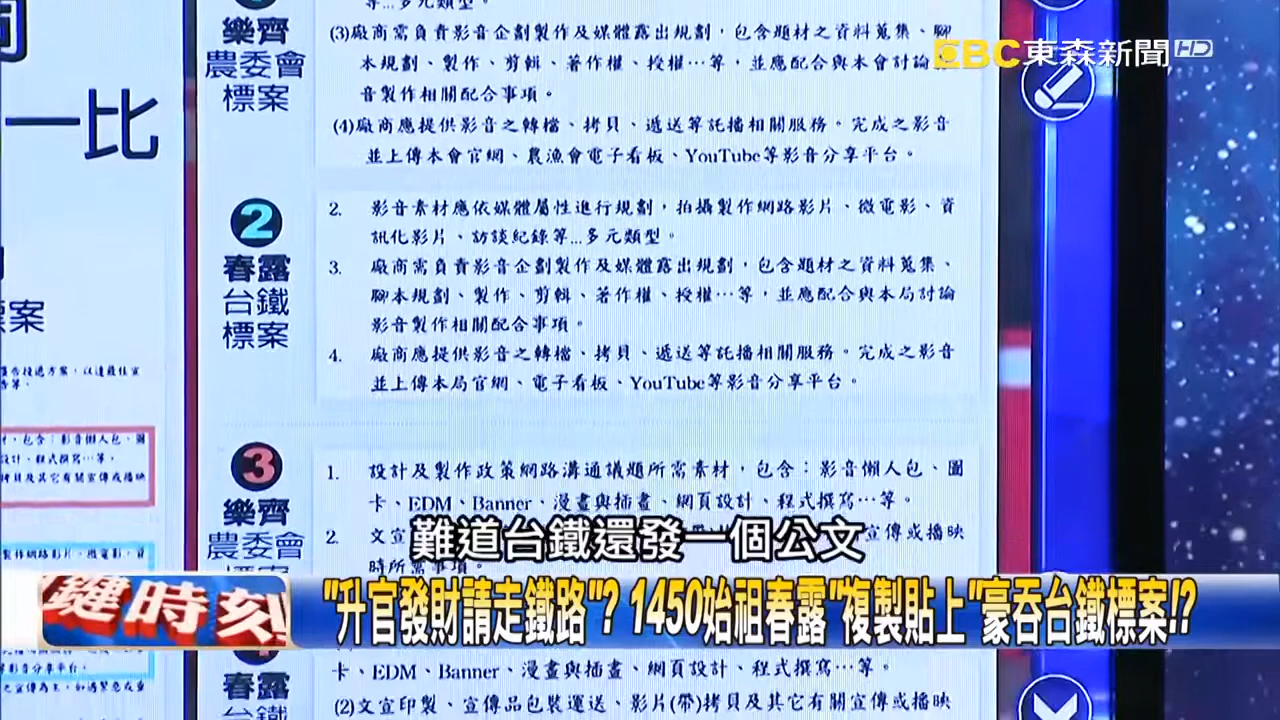 等...多元類型。
樂齊
農委會
標案
(3)廠商需負責影音企劃製作及媒體露出規劃，包含題材之資料蒐集、腳
本規劃、製作、剪輯、著作權、授權…等，並應配合與本會討論
音製作相關配合事項。
(4)廠商應提供影音之轉檔、拷貝、遞送等託播相關服務。完成之影音
並上傳本會官網、農漁會電子看板、YouTube等影音分享平台。
EBC東森新聞HD
一比
2
春露
台鐵
標案
2. 影音素材應依媒體屬性進行規劃，拍攝製作網路影片、微電影、資
訊化影片、訪談紀錄等...多元類型。
3. 廠商需負責影音企劃製作及媒體露出規劃，包含題材之資料蒐集、
腳本規劃、製作、剪輯、著作權、授權…等，並應配合與本局討論
影音製作相關配合事項。
4. 廠商應提供影音之轉檔、拷貝、遞送等託播相關服務。完成之影音
並上傳本局官網、電子看板、YouTube等影音分享平台。
案
3
樂齊
農委會
1. 設計及製作政策網路溝通議題所需素材，包含：影音懶人包、圖
卡、EDM、Banner、漫畫與插畫、網頁設計、程式撰寫…等。
2. 文宣
宣傳或播映
時所需事項。
難道台鐵還發一個公文
鍵時刻
"升官發財請走鐵路"? 1450始祖春露"複製貼上"豪吞台鐵標案!?
春露
台鐵
卡、EDM、Banner、漫畫與插畫、網頁設計、程式撰寫…等。
(2)文宣印製、宣傳品包裝運送、影片(帶)拷貝及其它有關宣傳或播映